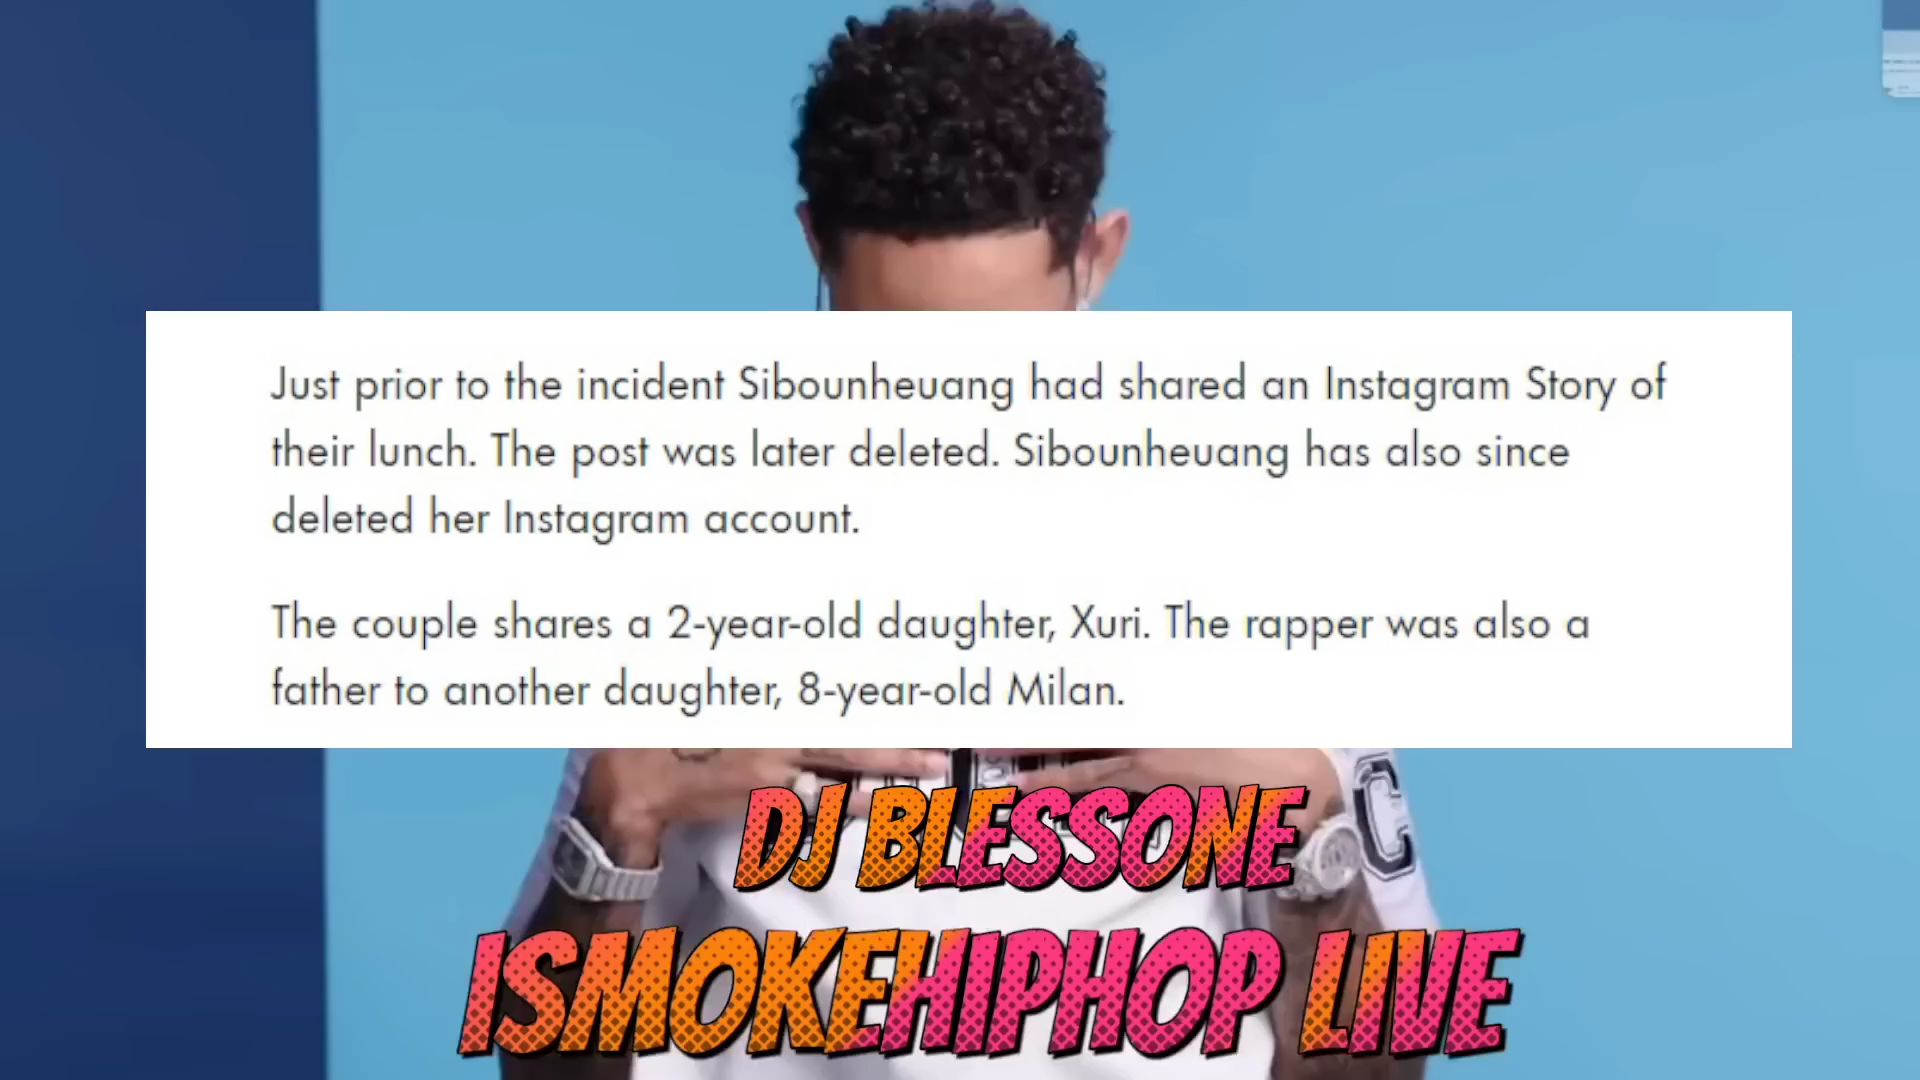 Just prior to the incident Sibounheuang had shared an Instagram Story of
their lunch. The post was later deleted. Sibounheuang has also since
deleted her Instagram account.
The couple shares a 2-year-old daughter, Xuri. The rapper was also a
father to another daughter, 8-year-old Milan.
C
DJ BLESSONE
ISMOKEHIPHOP LIVE